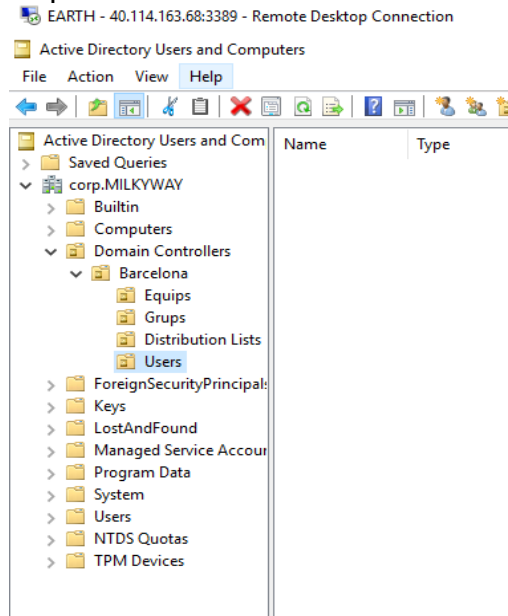 EARTH - 40.114.163.68:3389 - Remote Desktop Connection
Active Directory Users and Computers
File Action View Help
Active Directory Users and Com
Name Type
Saved Queries
corp.MILKYWAY
Builtin
Computers
Domain Controllers
Barcelona
Equips
Grups
Distribution Lists
Users
ForeignSecurityPrincipals
Keys
LostAndFound
Managed Service Accour
Program Data
System
Users
NTDS Quotas
TPM Devices